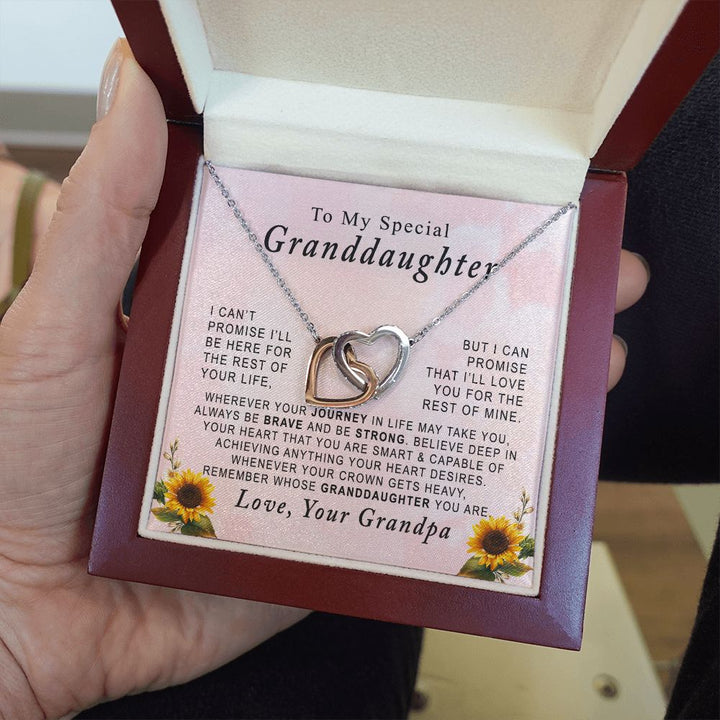 To My Special
Granddaughter
I CAN'T
PROMISE I'LL
BE HERE FOR
THE REST OF
YOUR LIFE,
BUT I CAN
PROMISE
THAT I'LL LOVE
YOU FOR THE
REST OF MINE.
WHEREVER YOUR JOURNEY IN LIFE MAY TAKE YOU,
ALWAYS BE BRAVE AND BE STRONG. BELIEVE DEEP IN
YOUR HEART THAT YOU ARE SMART & CAPABLE OF
ACHIEVING ANYTHING YOUR HEART DESIRES.
WHENEVER YOUR CROWN GETS HEAVY,
REMEMBER WHOSE GRANDDAUGHTER YOU ARE.
Love, Your Grandpa